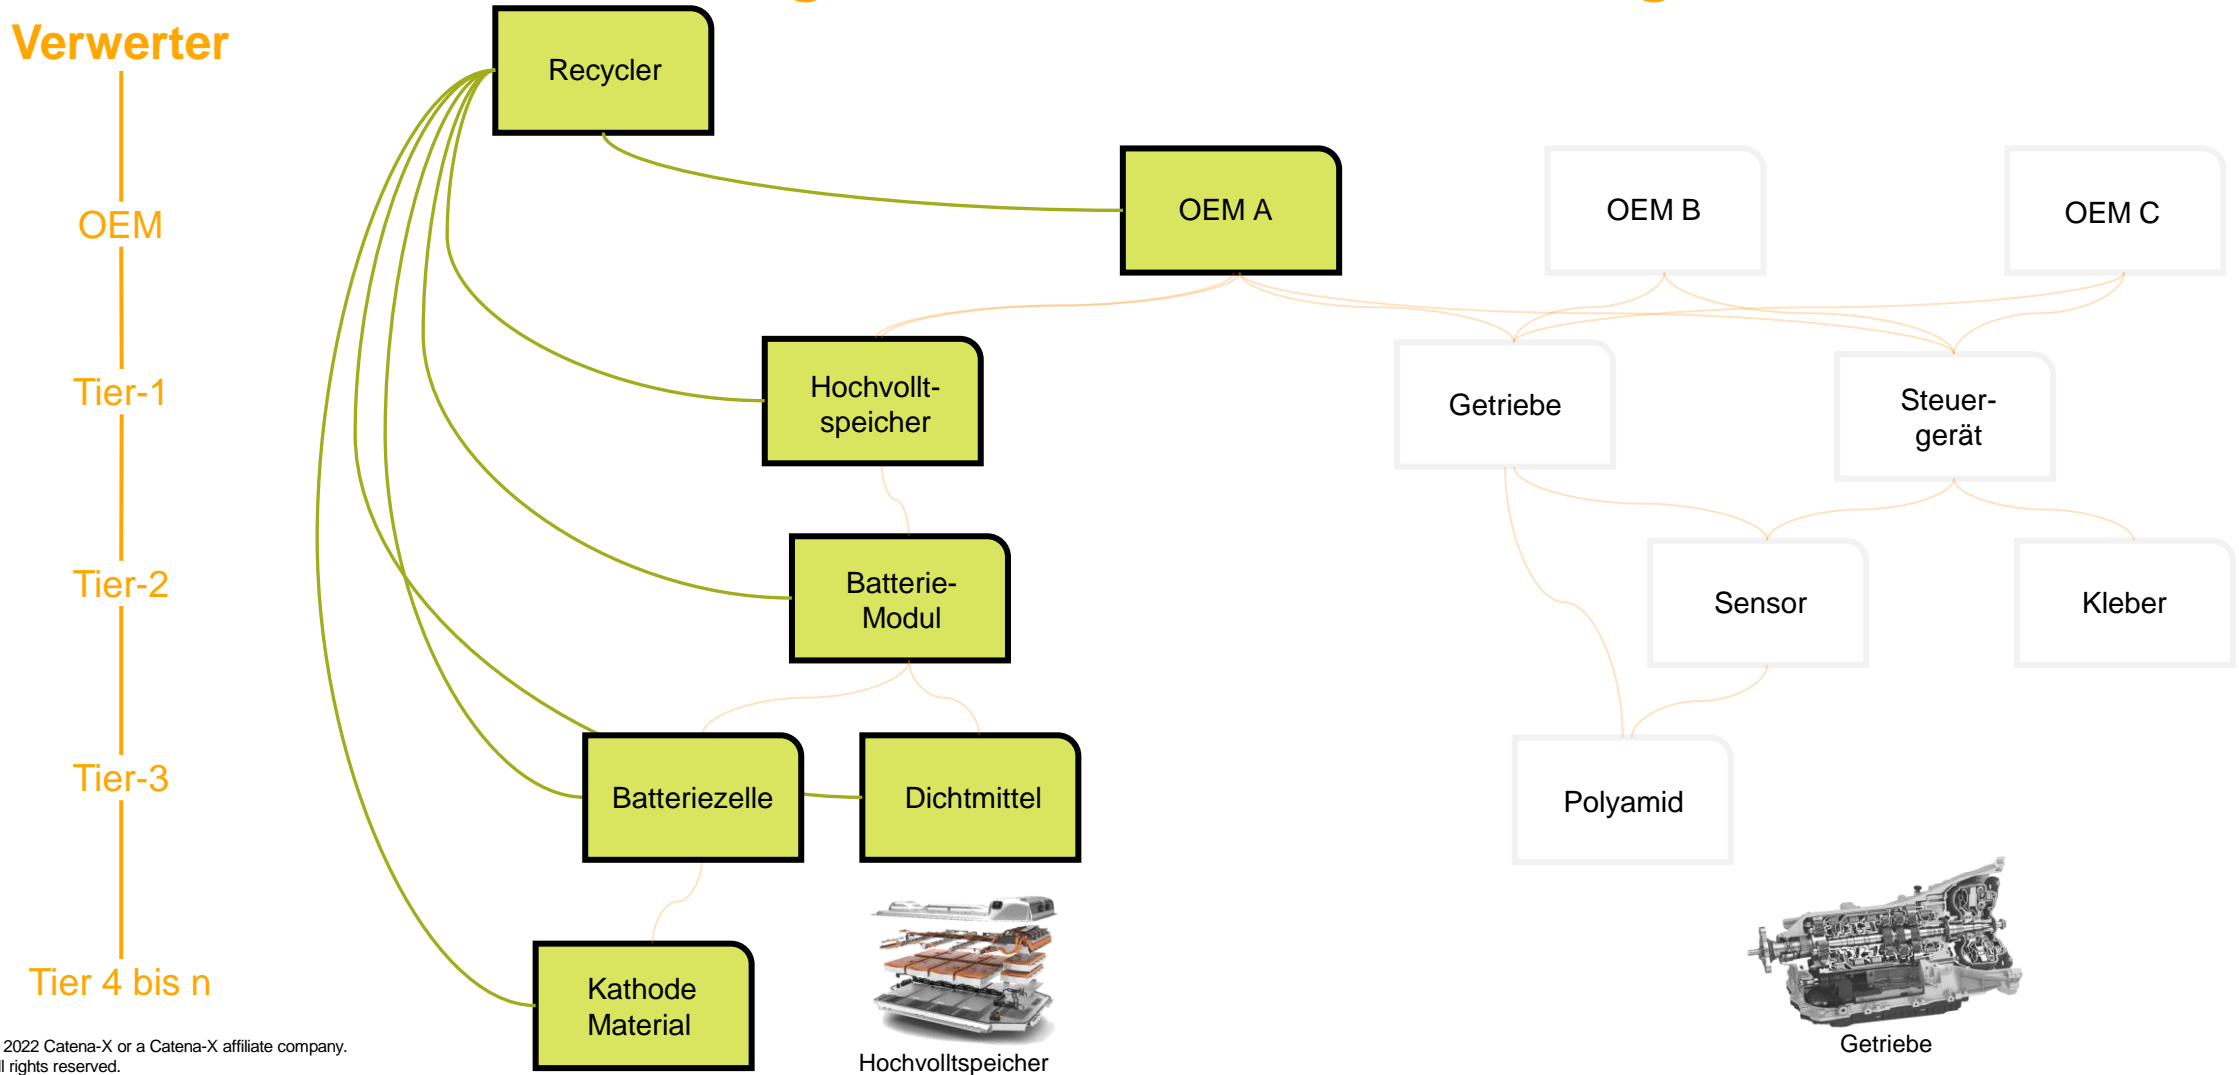 Verwerter
Recycler
OEM
OEM A
OEM B
OEM C
Tier-1
Hochvollt-
speicher
Getriebe
Steuer-
gerät
Tier-2
Batterie-
Modul
Sensor
Kleber
Tier-3
Batteriezelle
Dichtmittel
Polyamid
Tier 4 bis n
Kathode
Material
Hochvolltspeicher
Getriebe
2022 Catena-X or a Catena-X affiliate company.
rights reserved.